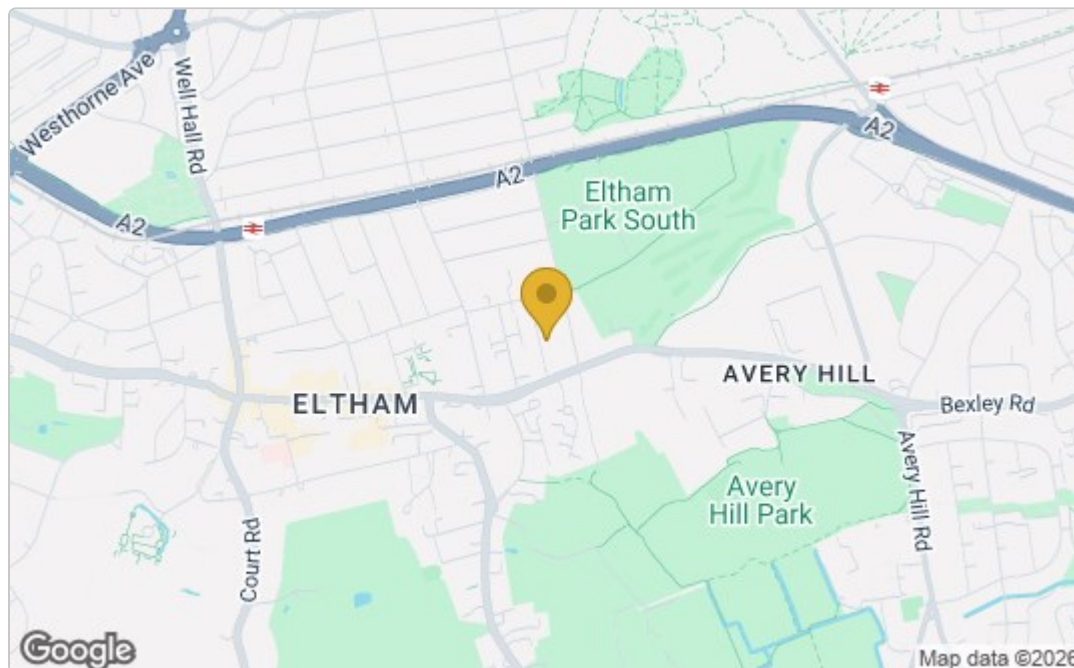 Westhorne Ave
Well Hall Rd
A2
A2
A2
Eltham
Park South
AVERY HILL
ELTHAM
Bexley Rd
Avery
Hill Park
Avery Hill Rd
Court Rd
Google
Map data ©2026